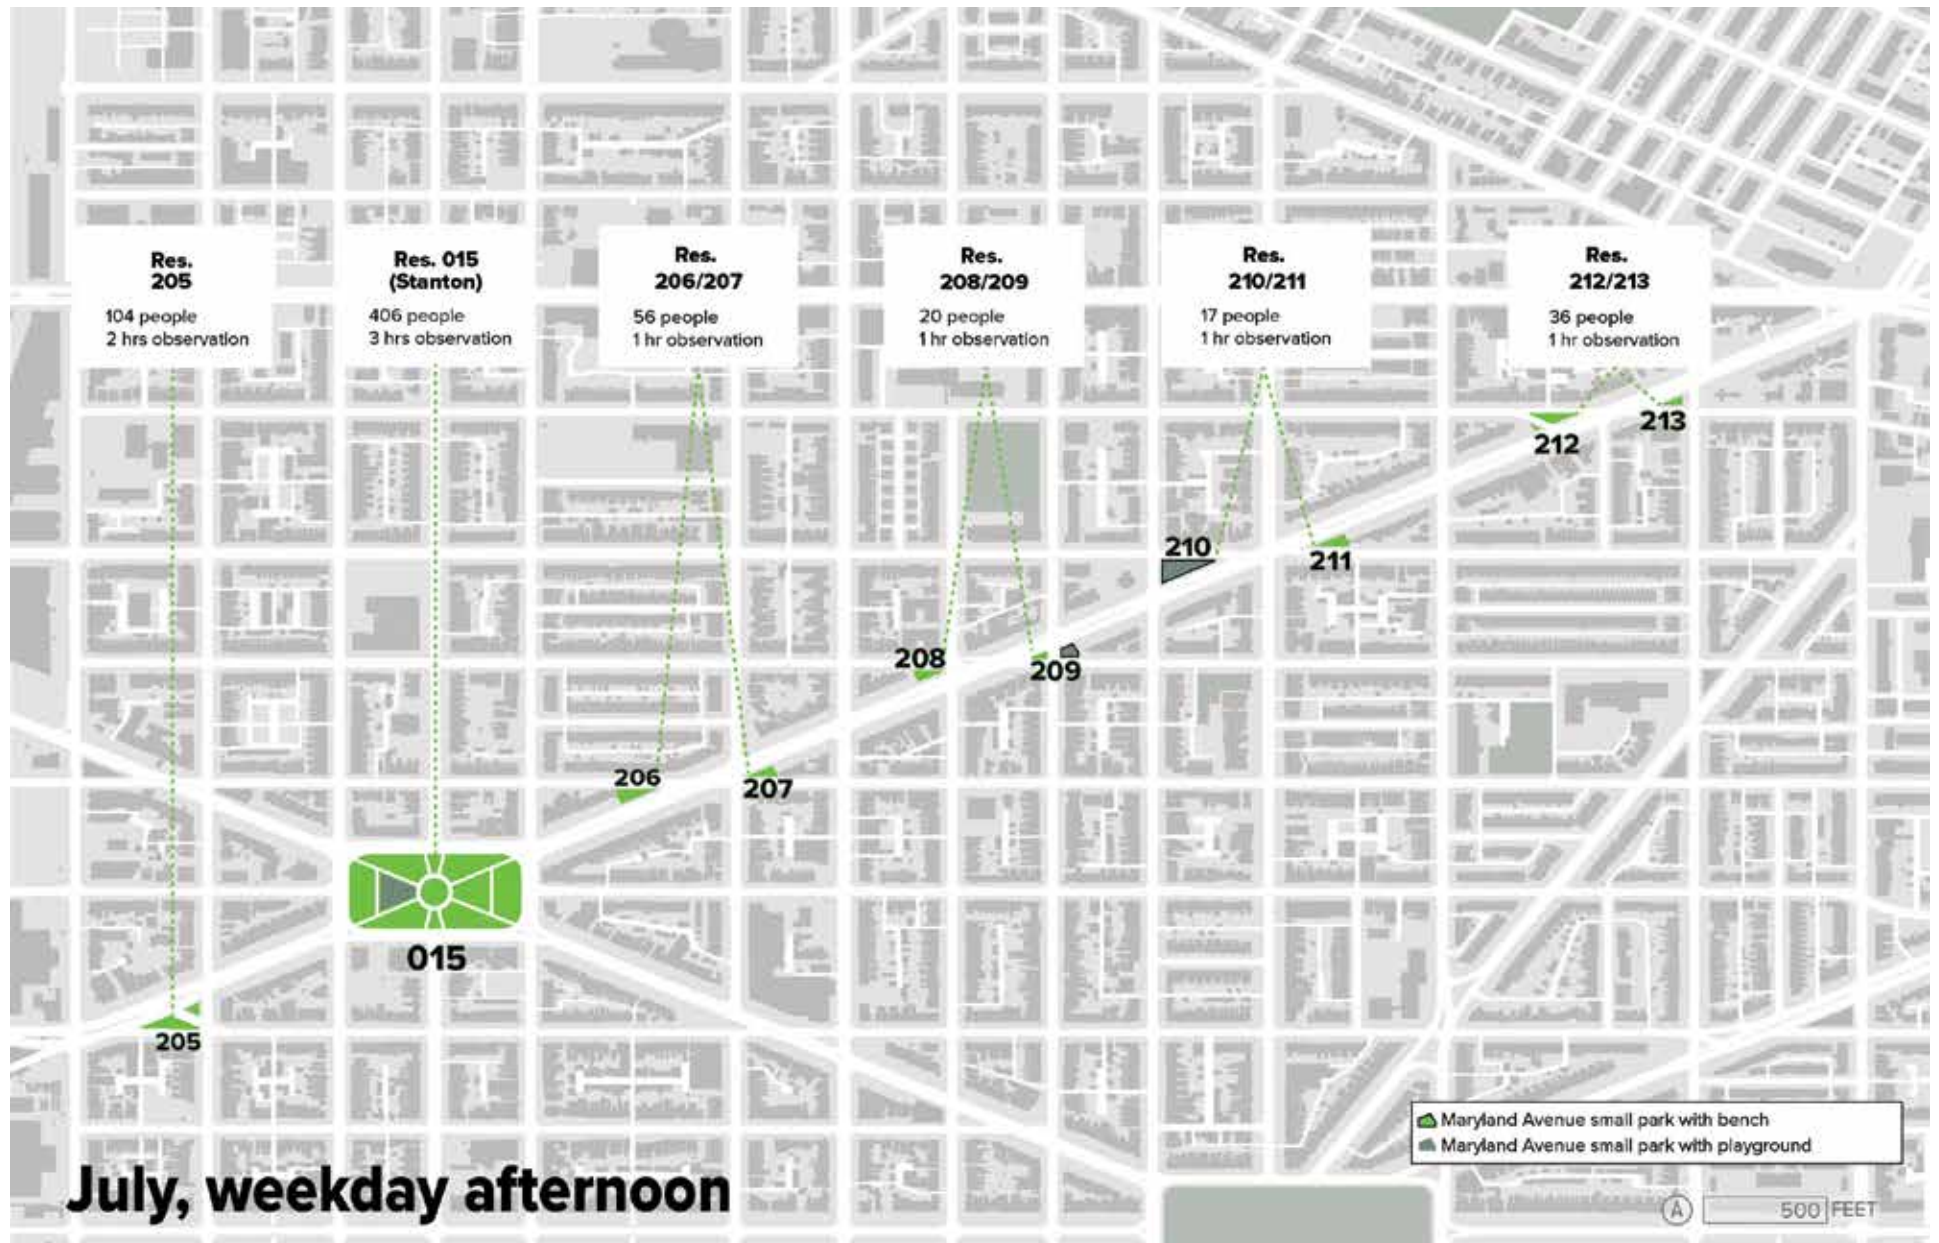 Res.
205
104 people
2 hrs observation
Res. 015
(Stanton)
406 people
3 hrs observation
Res.
206/207
56 people
1 hr observation
Res.
208/209
20 people
1 hr observation
Res.
210/211
17 people
1 hr observation
Res.
212/213
36 people
1 hr observation
213
212
210
211
208
209
206
207
015
205
Maryland Avenue small park with bench
Maryland Avenue small park with playground
July, weekday afternoon
A
500 FEET